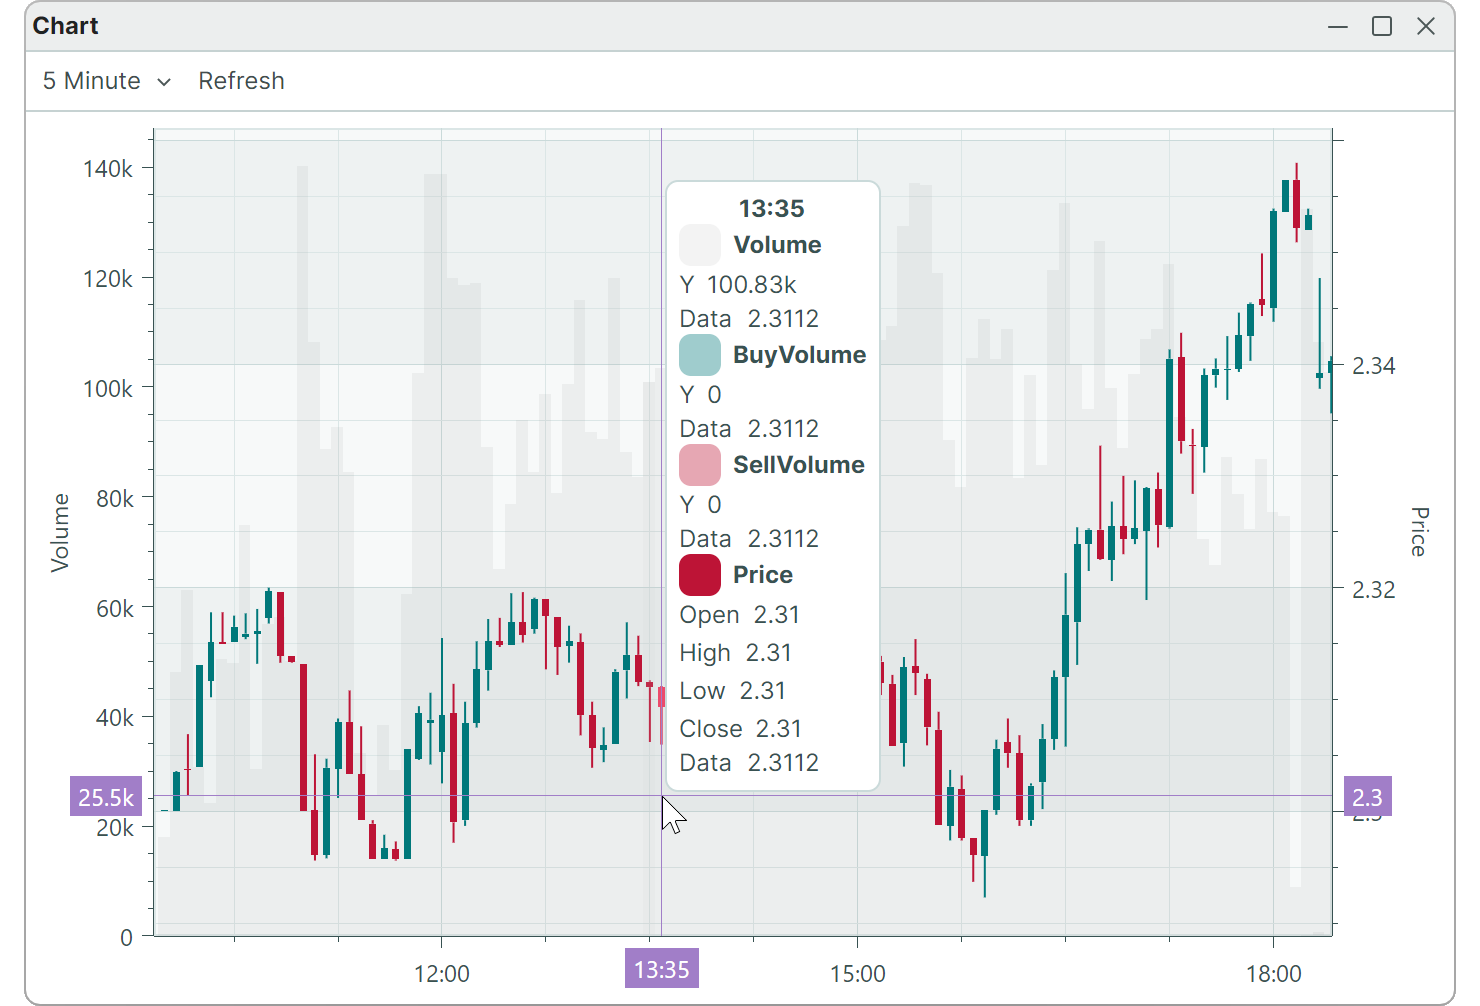 Chart
5 Minute Refresh
140k
120k
100k
80k
60k
40k
25.5k
20k
0
Volume
13:35
Volume
Y 100.83k
Data 2.3112
BuyVolume
Y 0
Data 2.3112
SellVolume
Y 0
Data 2.3112
Price
Open 2.31
High 2.31
Low 2.31
Close 2.31
Data 2.3112
2.34
2.32
2.3
2.3
Price
12:00
13:35
15:00
18:00